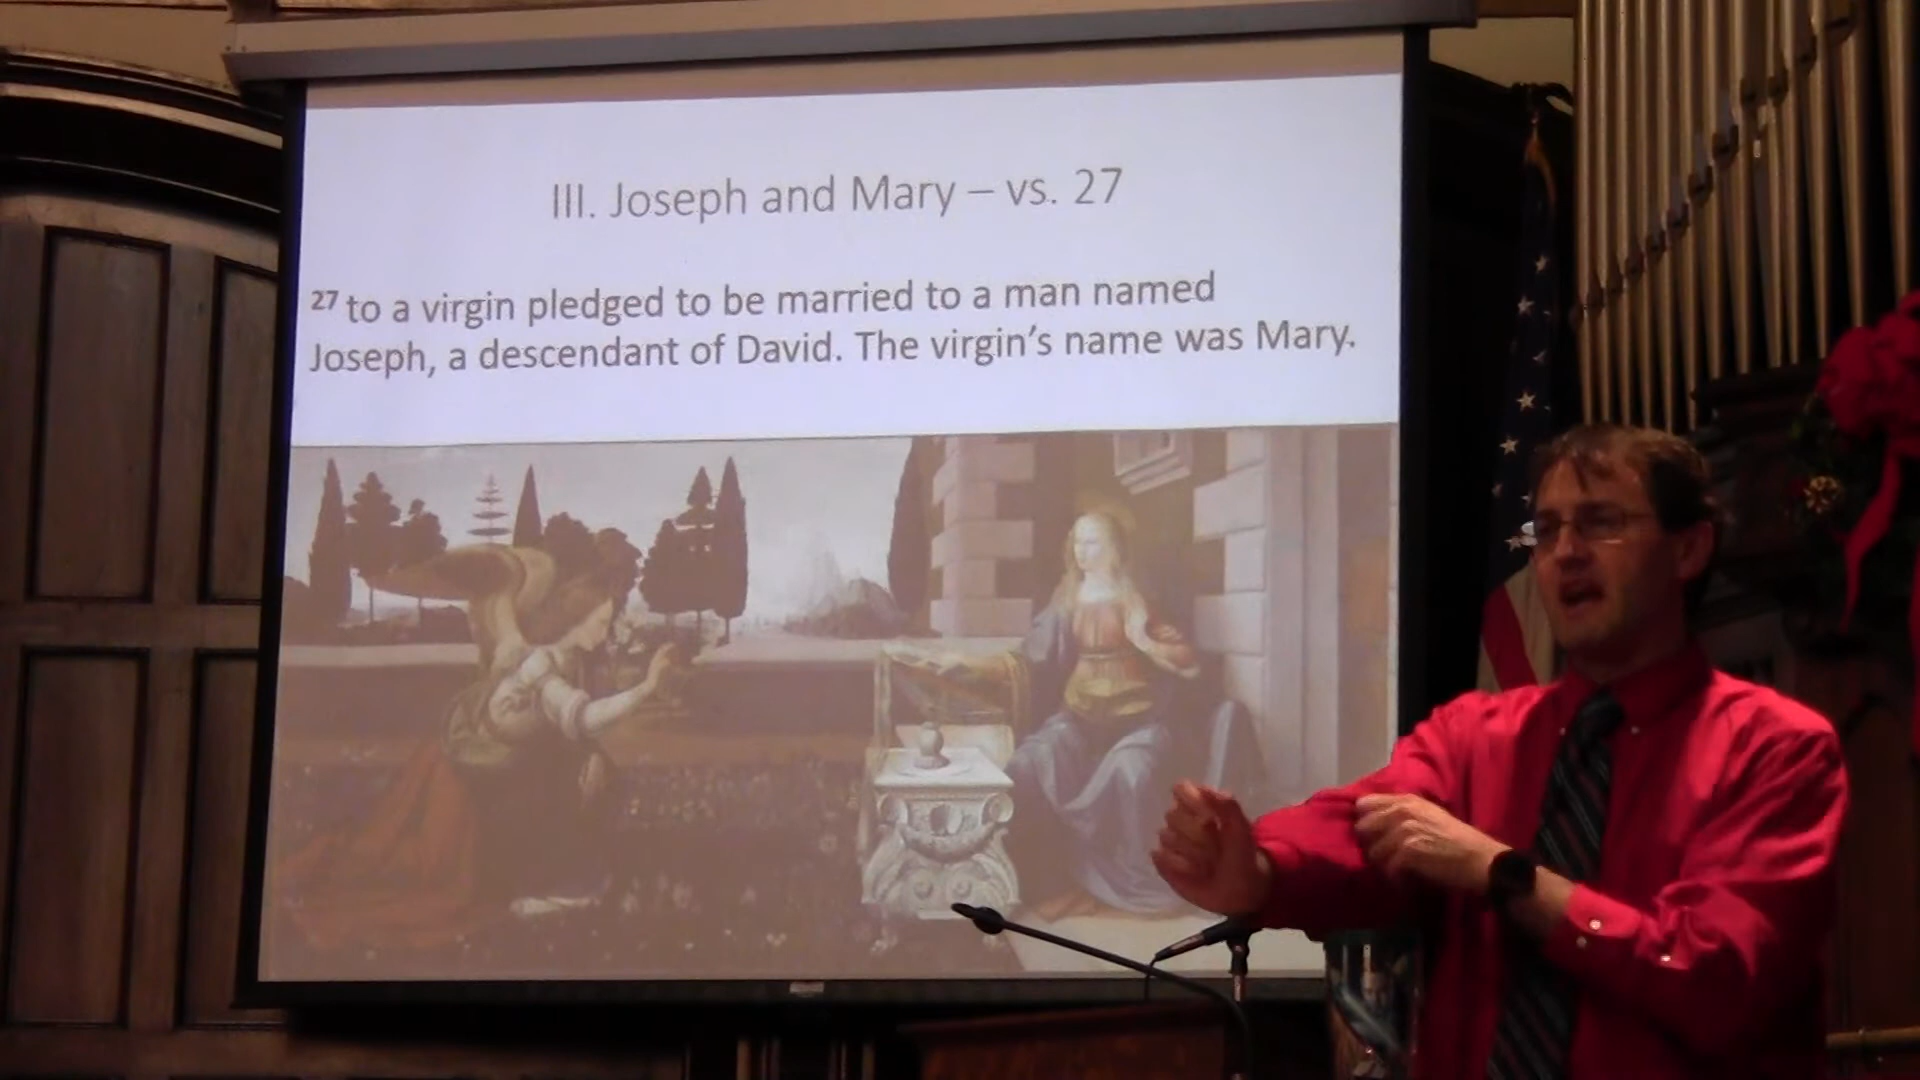 III. Joseph and Mary – vs. 27
27 to a virgin pledged to be married to a man named
Joseph, a descendant of David. The virgin’s name was Mary.